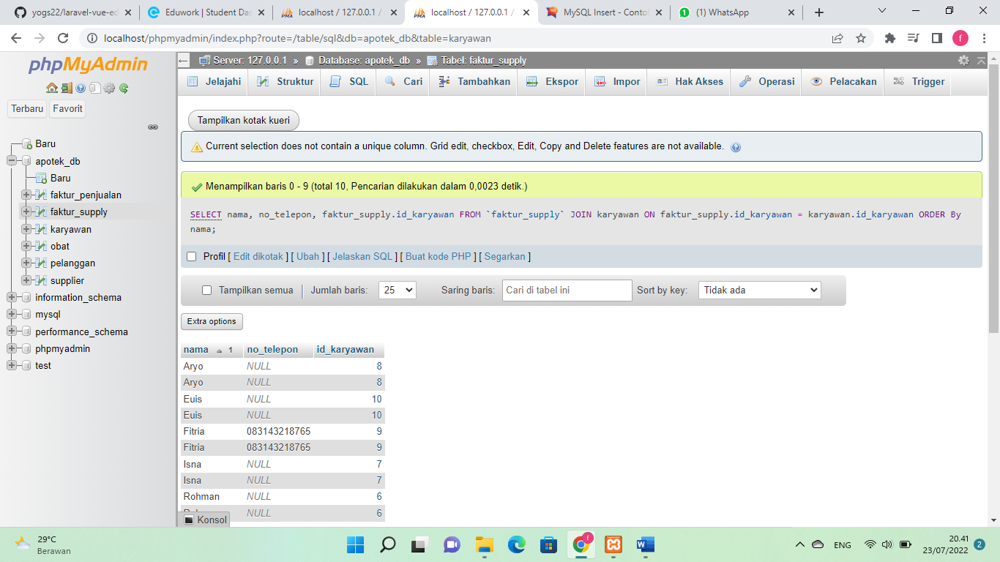 yogs22/laravel-vue-ed
Eduwork | Student Das
localhost / 127.0.0.1 /
localhost / 127.0.0.1 /
MySQL Insert - Contoh
(1) WhatsApp
localhost/phpmyadmin/index.php?route=/table/sql&db=apotek_db&table=karyawan
f
phpMyAdmin
Terbaru
Favorit
Baru
apotek_db
Baru
faktur_penjualan
faktur_supply
karyawan
obat
pelanggan
supplier
information_schema
mysql
performance_schema
phpmyadmin
test
Server: 127.0.0.1 » Database: apotek_db » Tabel: faktur_supply
Jelajahi Struktur SQL Cari Tambahkan Ekspor Impor Hak Akses Operasi Pelacakan Trigger
Tampilkan kotak kueri
Current selection does not contain a unique column. Grid edit, checkbox, Edit, Copy and Delete features are not available.
Menampilkan baris 0 - 9 (total 10, Pencarian dilakukan dalam 0,0023 detik.)
SELECT nama, no_telepon, faktur_supply.id_karyawan FROM `faktur_supply` JOIN karyawan ON faktur_supply.id_karyawan = karyawan.id_karyawan ORDER By
nama;
Profil [ Edit dikotak ] [ Ubah ] [ Jelaskan SQL ] [ Buat kode PHP ] [ Segarkan ]
Tampilkan semua Jumlah baris: 25 Saring baris: Cari di tabel ini Sort by key: Tidak ada
Extra options
nama 1 no_telepon id_karyawan
Aryo NULL 8
Aryo NULL 8
Euis NULL 10
Euis NULL 10
Fitria 083143218765 9
Fitria 083143218765 9
Isna NULL 7
Isna NULL 7
Rohman NULL 6
NULL 6
Konsol
29°C
Berawan
f
ENG
20.41
23/07/2022
2